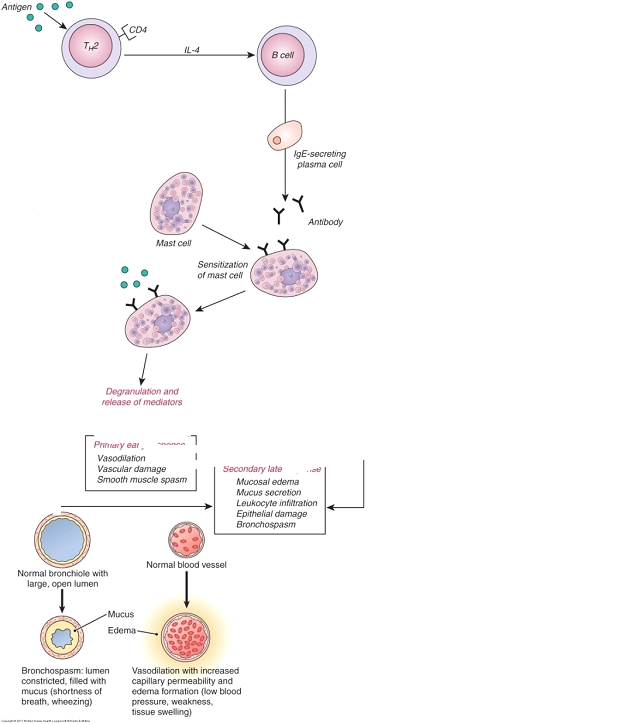 Antigen
CD4
TH2
IL-4
B cell
IgE-secreting
plasma cell
Antibody
Mast cell
Sensitization
of mast cell
Degranulation and
release of mediators
Primary
Vasodilation
Vascular damage
Smooth muscle spasm
Secondary late
Mucosal edema
Mucus secretion
Leukocyte infiltration
Epithelial damage
Bronchospasm
Normal bronchiole with
large, open lumen
Normal blood vessel
Mucus
Edema
Bronchospasm: lumen
constricted, filled with
mucus (shortness of
breath, wheezing)
Vasodilation with increased
capillary permeability and
edema formation (low blood
pressure, weakness,
tissue swelling)